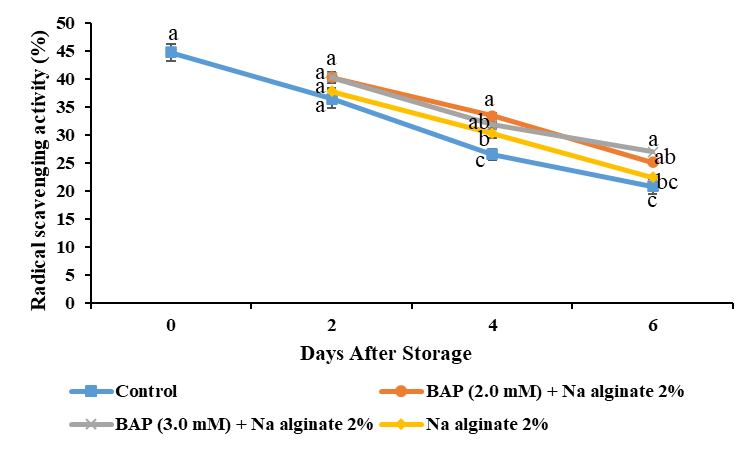 50
45
40
35
30
25
20
15
10
5
0
Radical scavenging activity (%)
a
a
a
a
a
a
ab
b
c
a
ab
bc
c
0 2 4 6
Days After Storage
Control BAP (2.0 mM) + Na alginate 2%
BAP (3.0 mM) + Na alginate 2% Na alginate 2%